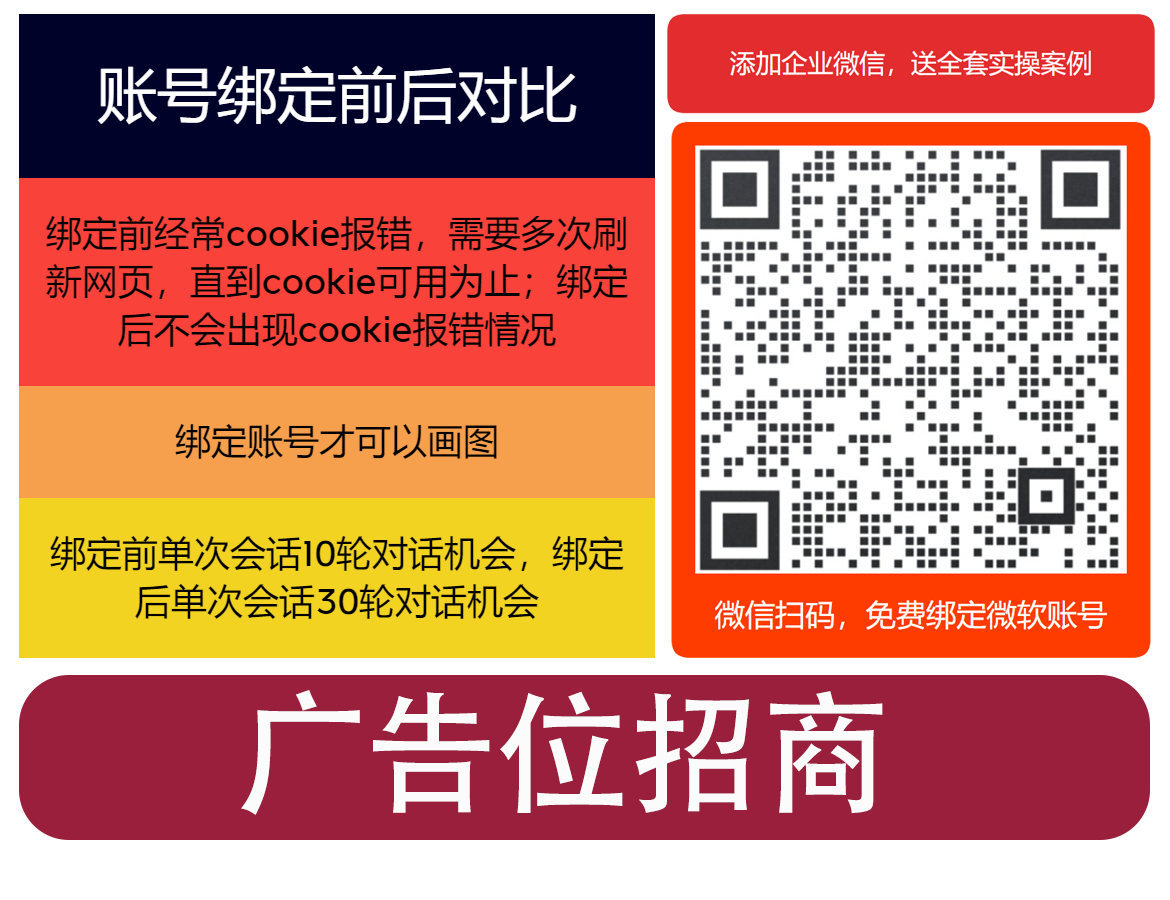 账号绑定前后对比
绑定前经常cookie报错，需要多次刷
新网页，直到cookie可用为止；绑定
后不会出现cookie报错情况
绑定账号才可以画图
绑定前单次会话10轮对话机会，绑定
后单次会话30轮对话机会
添加企业微信，送全套实操案例
微信扫码，免费绑定微软账号
广告位招商